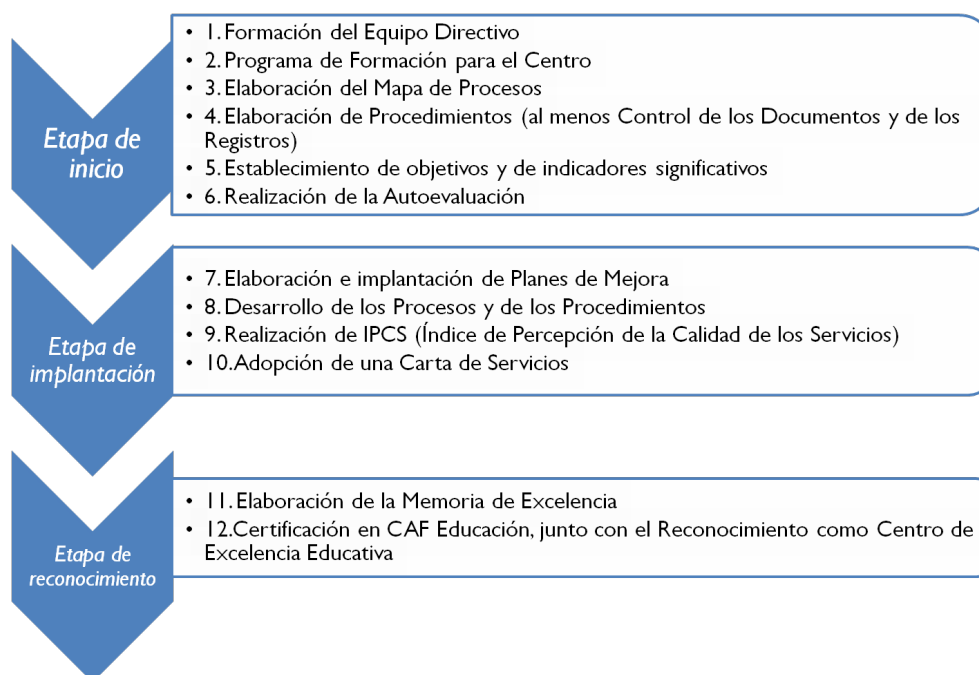 Etapa de
inicio
• 1. Formación del Equipo Directivo
• 2. Programa de Formación para el Centro
• 3. Elaboración del Mapa de Procesos
• 4. Elaboración de Procedimientos (al menos Control de los Documentos y de los
Registros)
• 5. Establecimiento de objetivos y de indicadores significativos
• 6. Realización de la Autoevaluación
Etapa de
implantación
• 7. Elaboración e implantación de Planes de Mejora
• 8. Desarrollo de los Procesos y de los Procedimientos
• 9. Realización de IPCS (Índice de Percepción de la Calidad de los Servicios)
• 10. Adopción de una Carta de Servicios
Etapa de
reconocimiento
• 11. Elaboración de la Memoria de Excelencia
• 12. Certificación en CAF Educación, junto con el Reconocimiento como Centro de
Excelencia Educativa